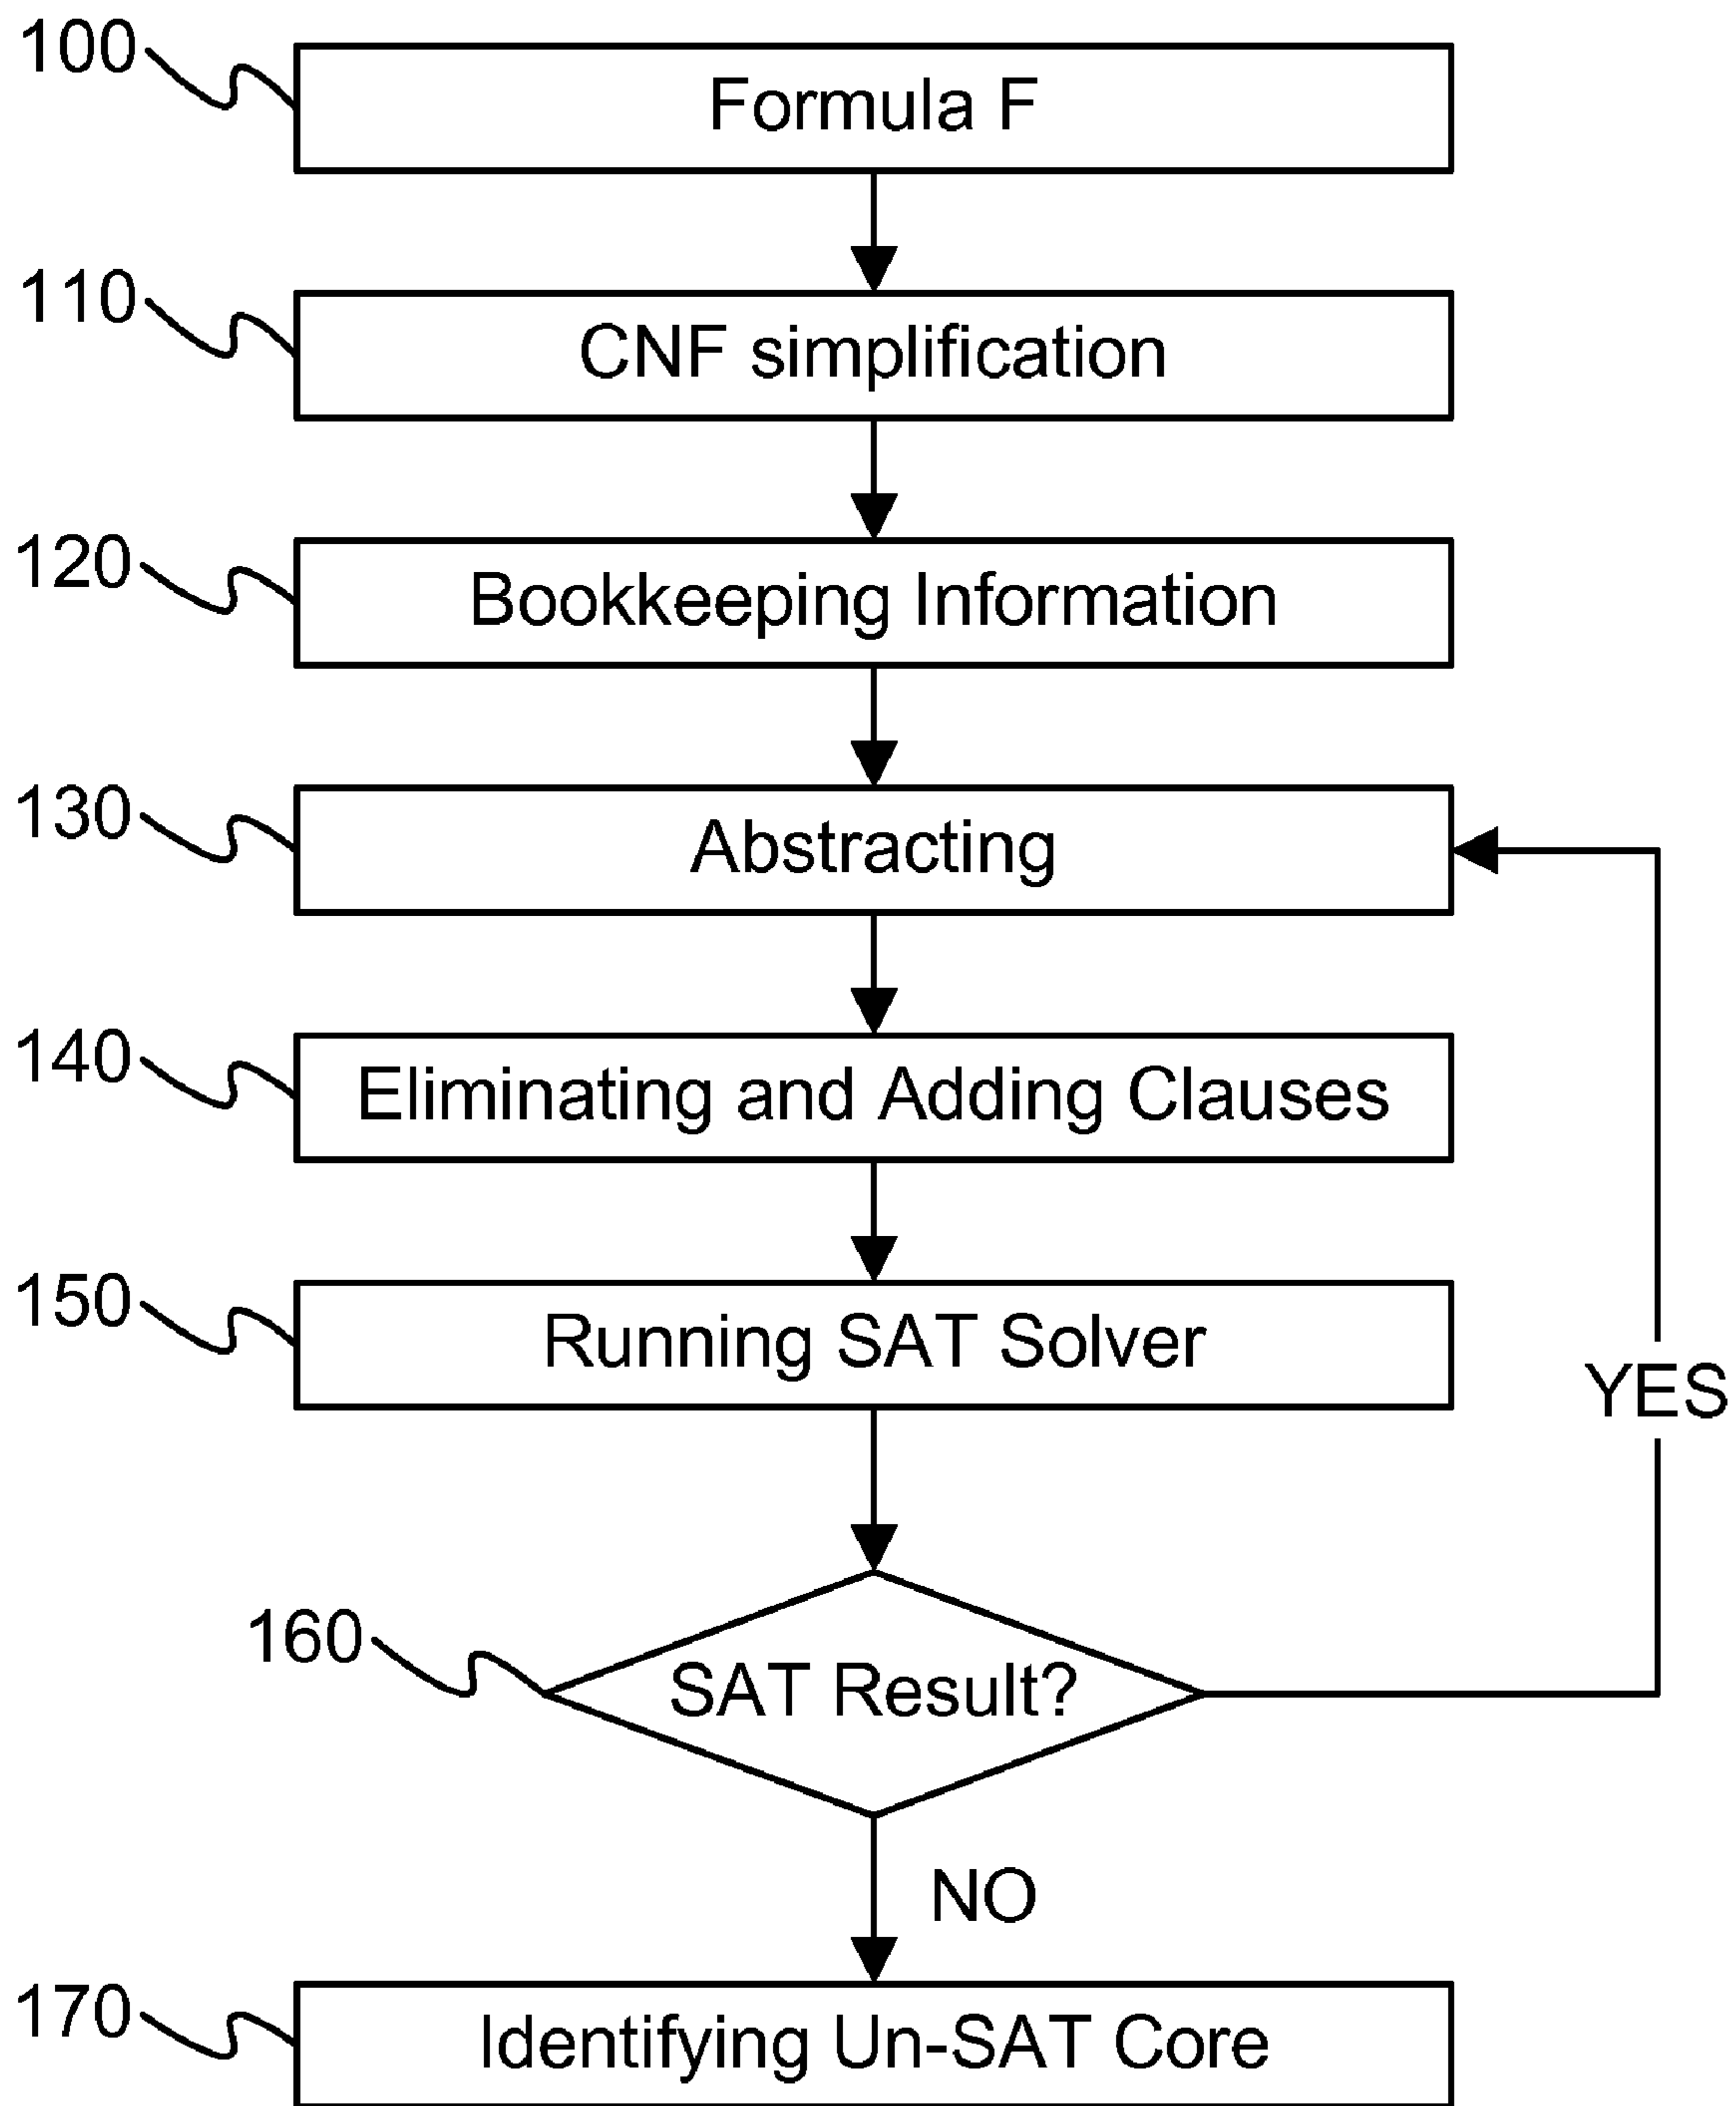 100
Formula F
110
CNF simplification
120
Bookkeeping Information
130
Abstracting
140
Eliminating and Adding Clauses
150
Running SAT Solver
YES
160
SAT Result?
NO
170
Identifying Un-SAT Core